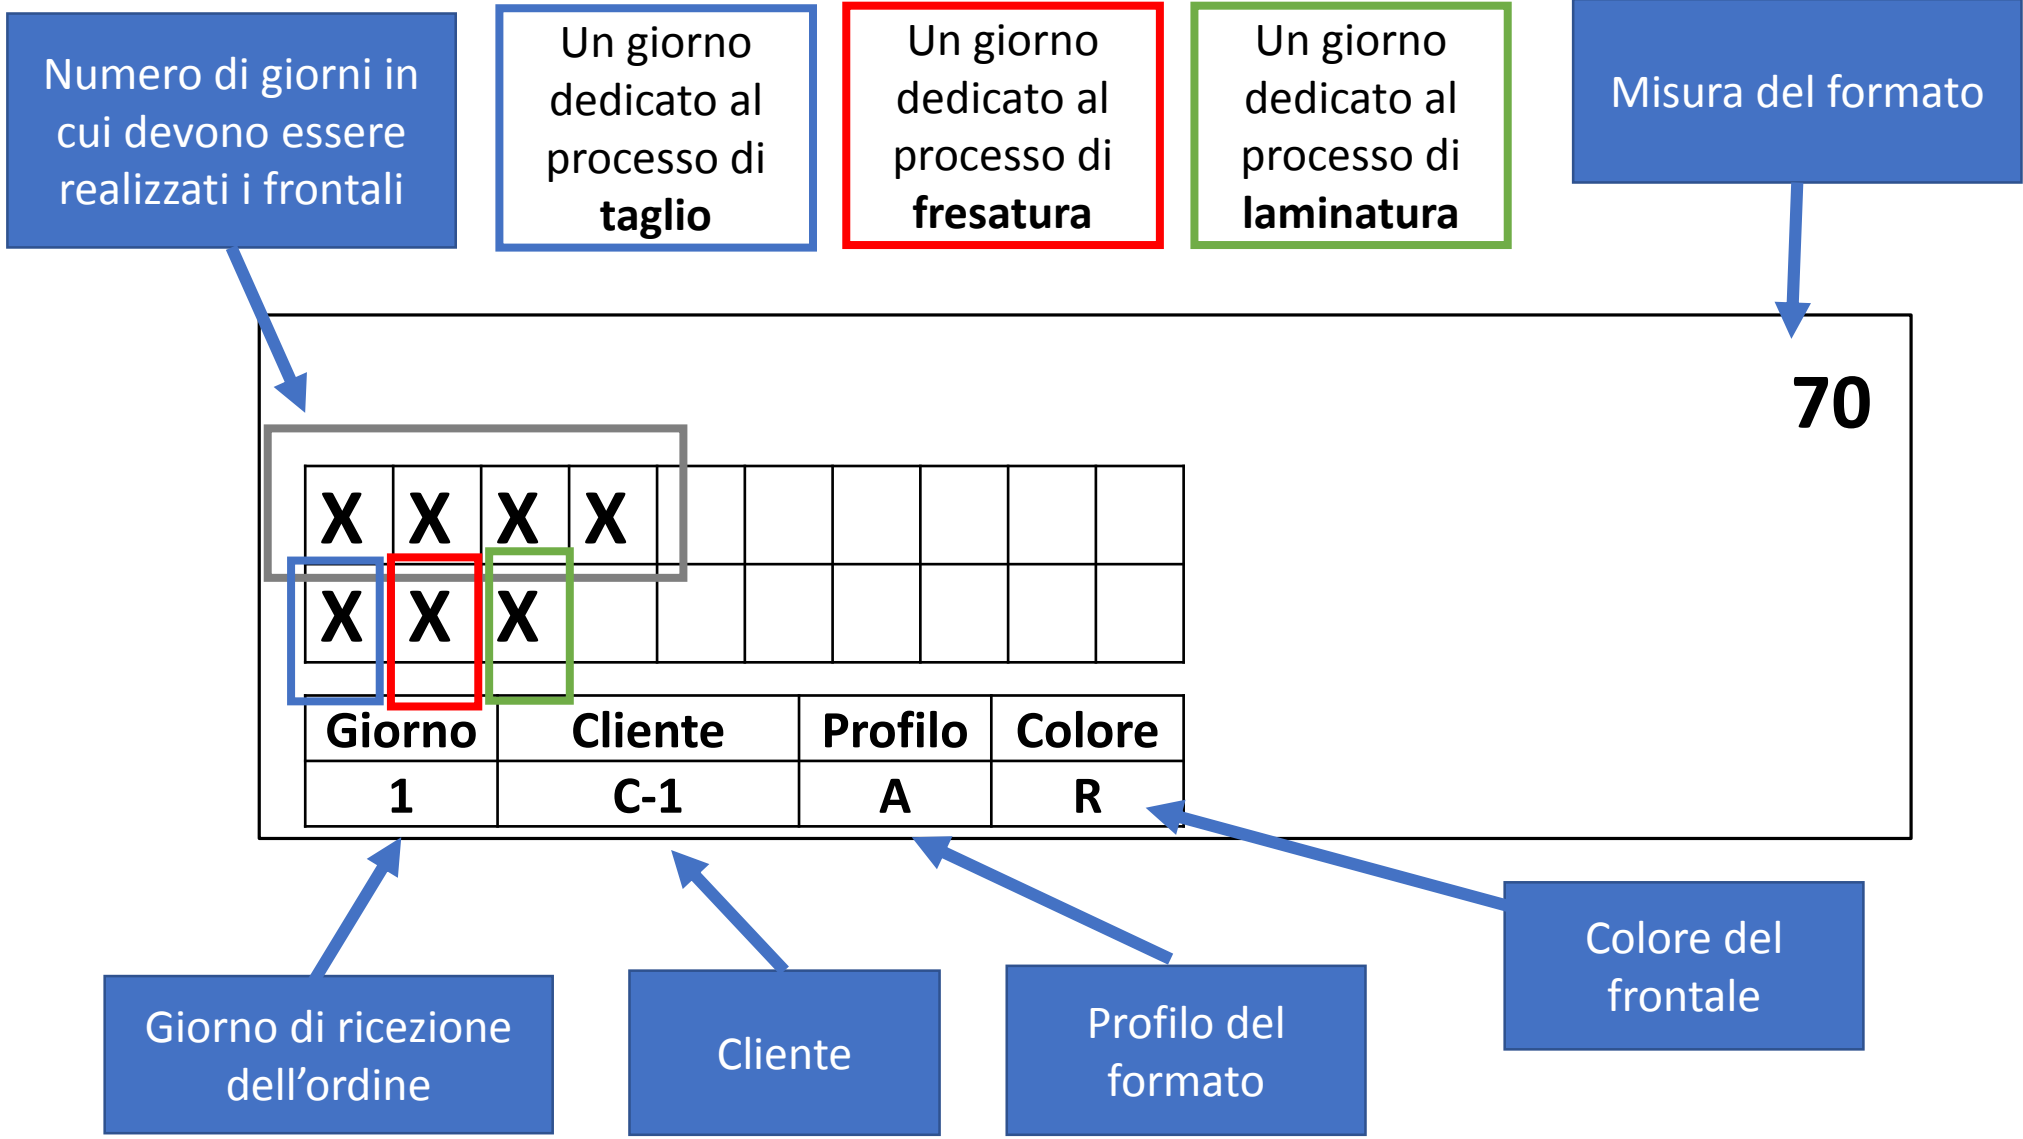 Numero di giorni in
cui devono essere
realizzati i frontali
Un giorno
dedicato al
processo di
taglio
Un giorno
dedicato al
processo di
fresatura
Un giorno
dedicato al
processo di
laminatura
Misura del formato
70
X X X X
X X X
Giorno Cliente Profilo Colore
1 C-1 A R
Giorno di ricezione
dell’ordine
Cliente
Profilo del
formato
Colore del
frontale